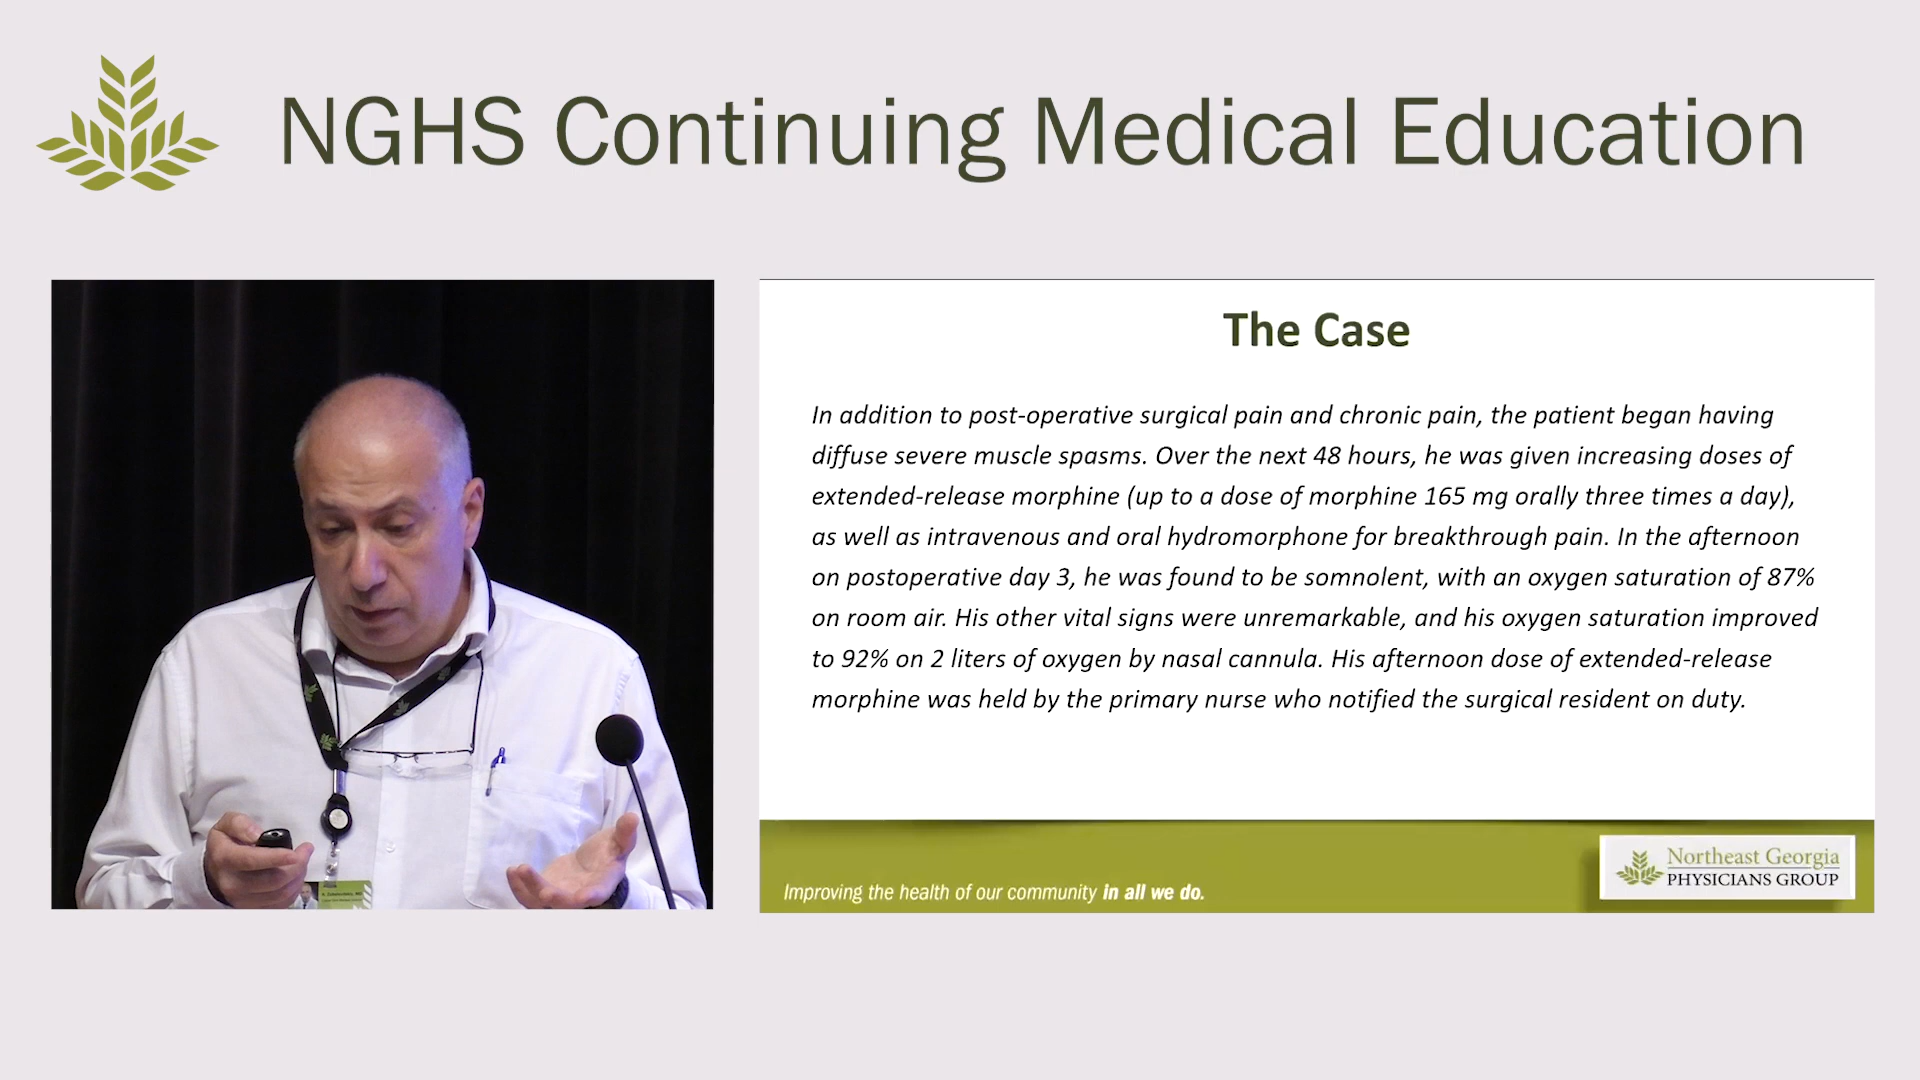 NGHS Continuing Medical Education
The Case
In addition to post-operative surgical pain and chronic pain, the patient began having
diffuse severe muscle spasms. Over the next 48 hours, he was given increasing doses of
extended-release morphine (up to a dose of morphine 165 mg orally three times a day),
as well as intravenous and oral hydromorphone for breakthrough pain. In the afternoon
on postoperative day 3, he was found to be somnolent, with an oxygen saturation of 87%
on room air. His other vital signs were unremarkable, and his oxygen saturation improved
to 92% on 2 liters of oxygen by nasal cannula. His afternoon dose of extended-release
morphine was held by the primary nurse who notified the surgical resident on duty.
Improving the health of our community in all we do.
Northeast Georgia
PHYSICIANS GROUP